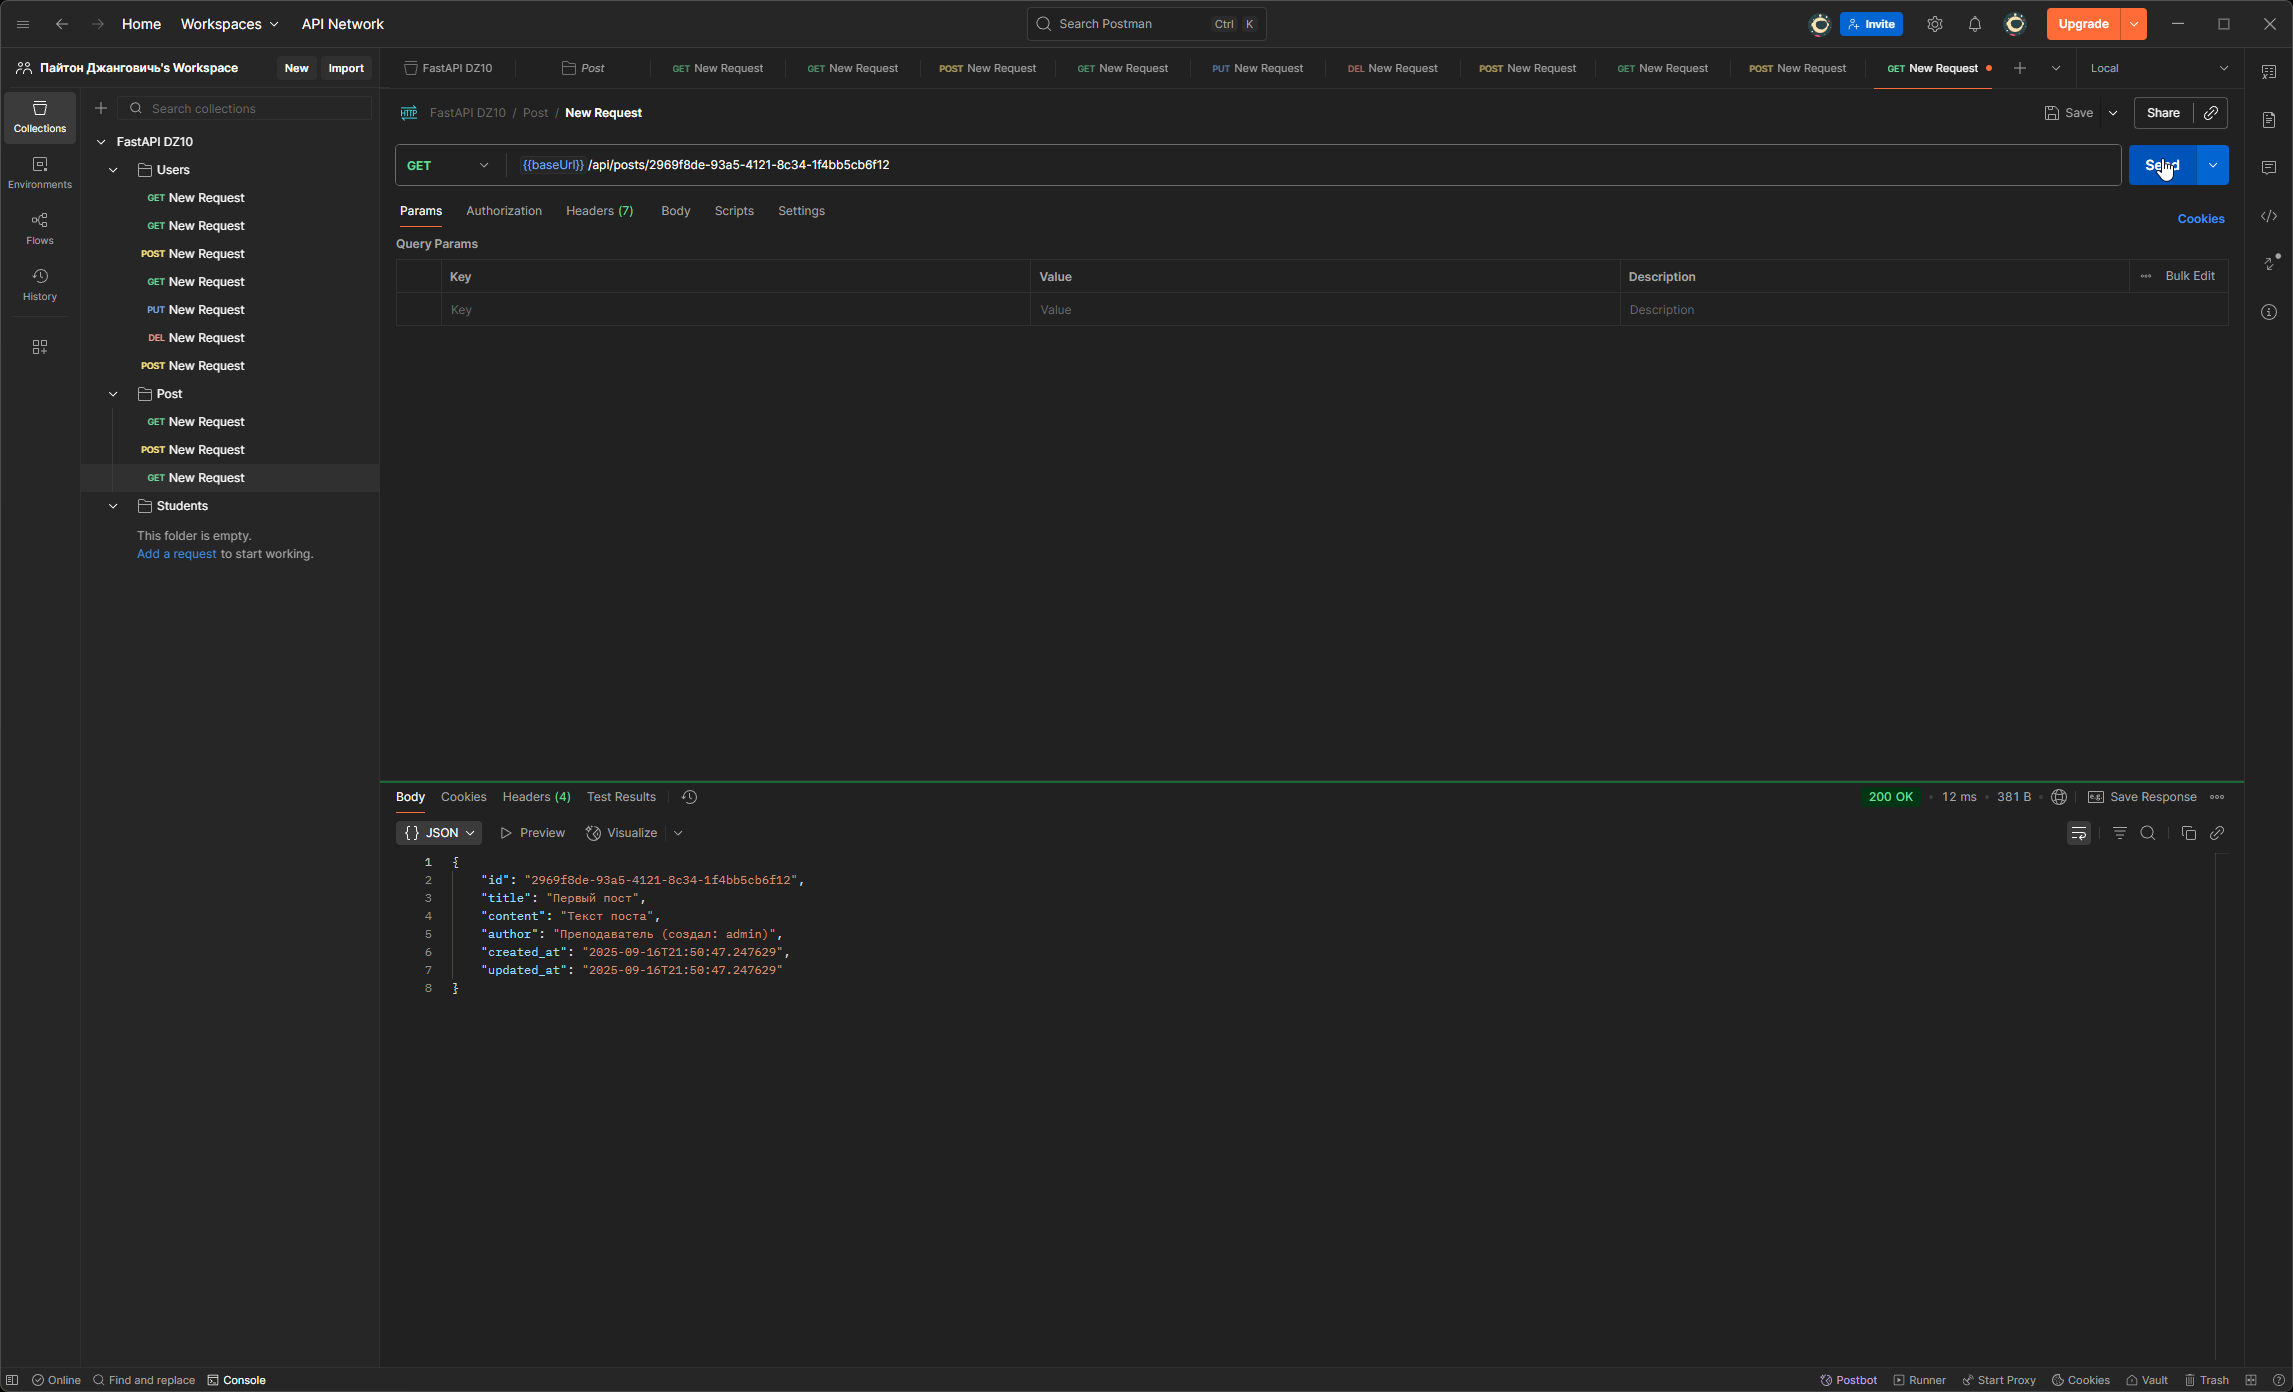 Home Workspaces API Network Search Postman Ctrl K Invite Upgrade
Пайтон Джанговичь's Workspace New Import
FastAPI DZ10 Post GET New Request GET New Request POST New Request GET New Request PUT New Request DEL New Request POST New Request GET New Request POST New Request GET New Request Local
Collections
Environments
Flows
History
Search collections
FastAPI DZ10
Users
GET New Request
GET New Request
POST New Request
GET New Request
PUT New Request
DEL New Request
POST New Request
Post
GET New Request
POST New Request
GET New Request
Students
This folder is empty.
Add a request to start working.
HTTP FastAPI DZ10 / Post / New Request Save Share
GET {{baseUrl}} /api/posts/2969f8de-93a5-4121-8c34-1f4bb5cb6f12 Send
Params Authorization Headers (7) Body Scripts Settings Cookies
Query Params
Key Value Description Bulk Edit
Key Value Description
Body Cookies Headers (4) Test Results 200 OK 12 ms 381 B e.g. Save Response
{} JSON Preview Visualize
1 {
2 "id": "2969f8de-93a5-4121-8c34-1f4bb5cb6f12",
3 "title": "Первый пост",
4 "content": "Текст поста",
5 "author": "Преподаватель (создал: admin)",
6 "created_at": "2025-09-16T21:50:47.247629",
7 "updated_at": "2025-09-16T21:50:47.247629"
8 }
Online Find and replace Console Postbot Runner Start Proxy Cookies Vault Trash